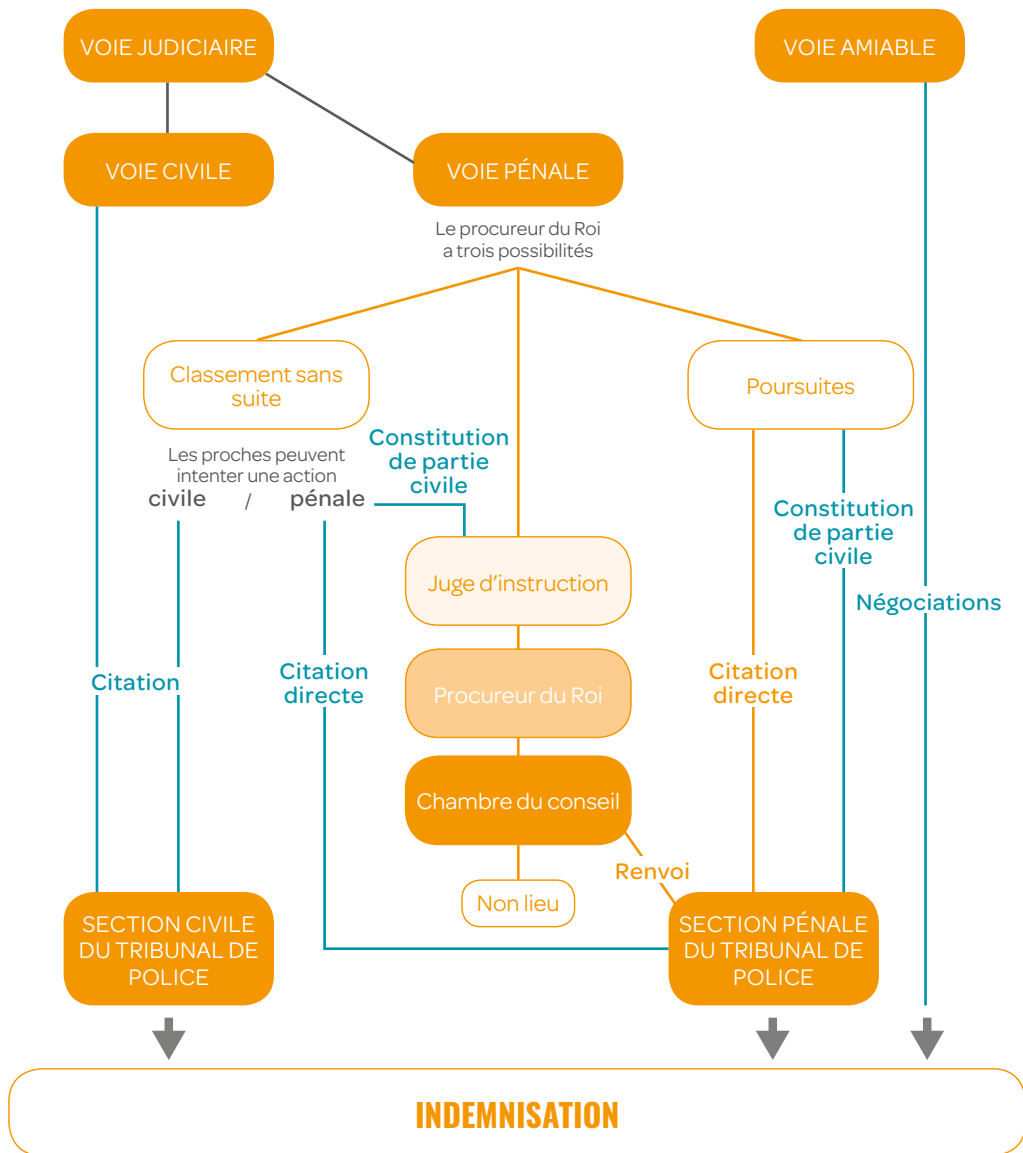 VOIE JUDICIAIRE
VOIE AMIABLE
VOIE CIVILE
VOIE PÉNALE
Le procureur du Roi
a trois possibilités
Classement sans
suite
Poursuites
Les proches peuvent
intenter une action
civile / pénale
Constitution
de partie
civile
Constitution
de partie
civile
Juge d'instruction
Négociations
Citation
Citation
directe
Procureur du Roi
Citation
directe
Chambre du conseil
Renvoi
Non lieu
SECTION CIVILE
DU TRIBUNAL DE
POLICE
SECTION PÉNALE
DU TRIBUNAL DE
POLICE
INDEMNISATION